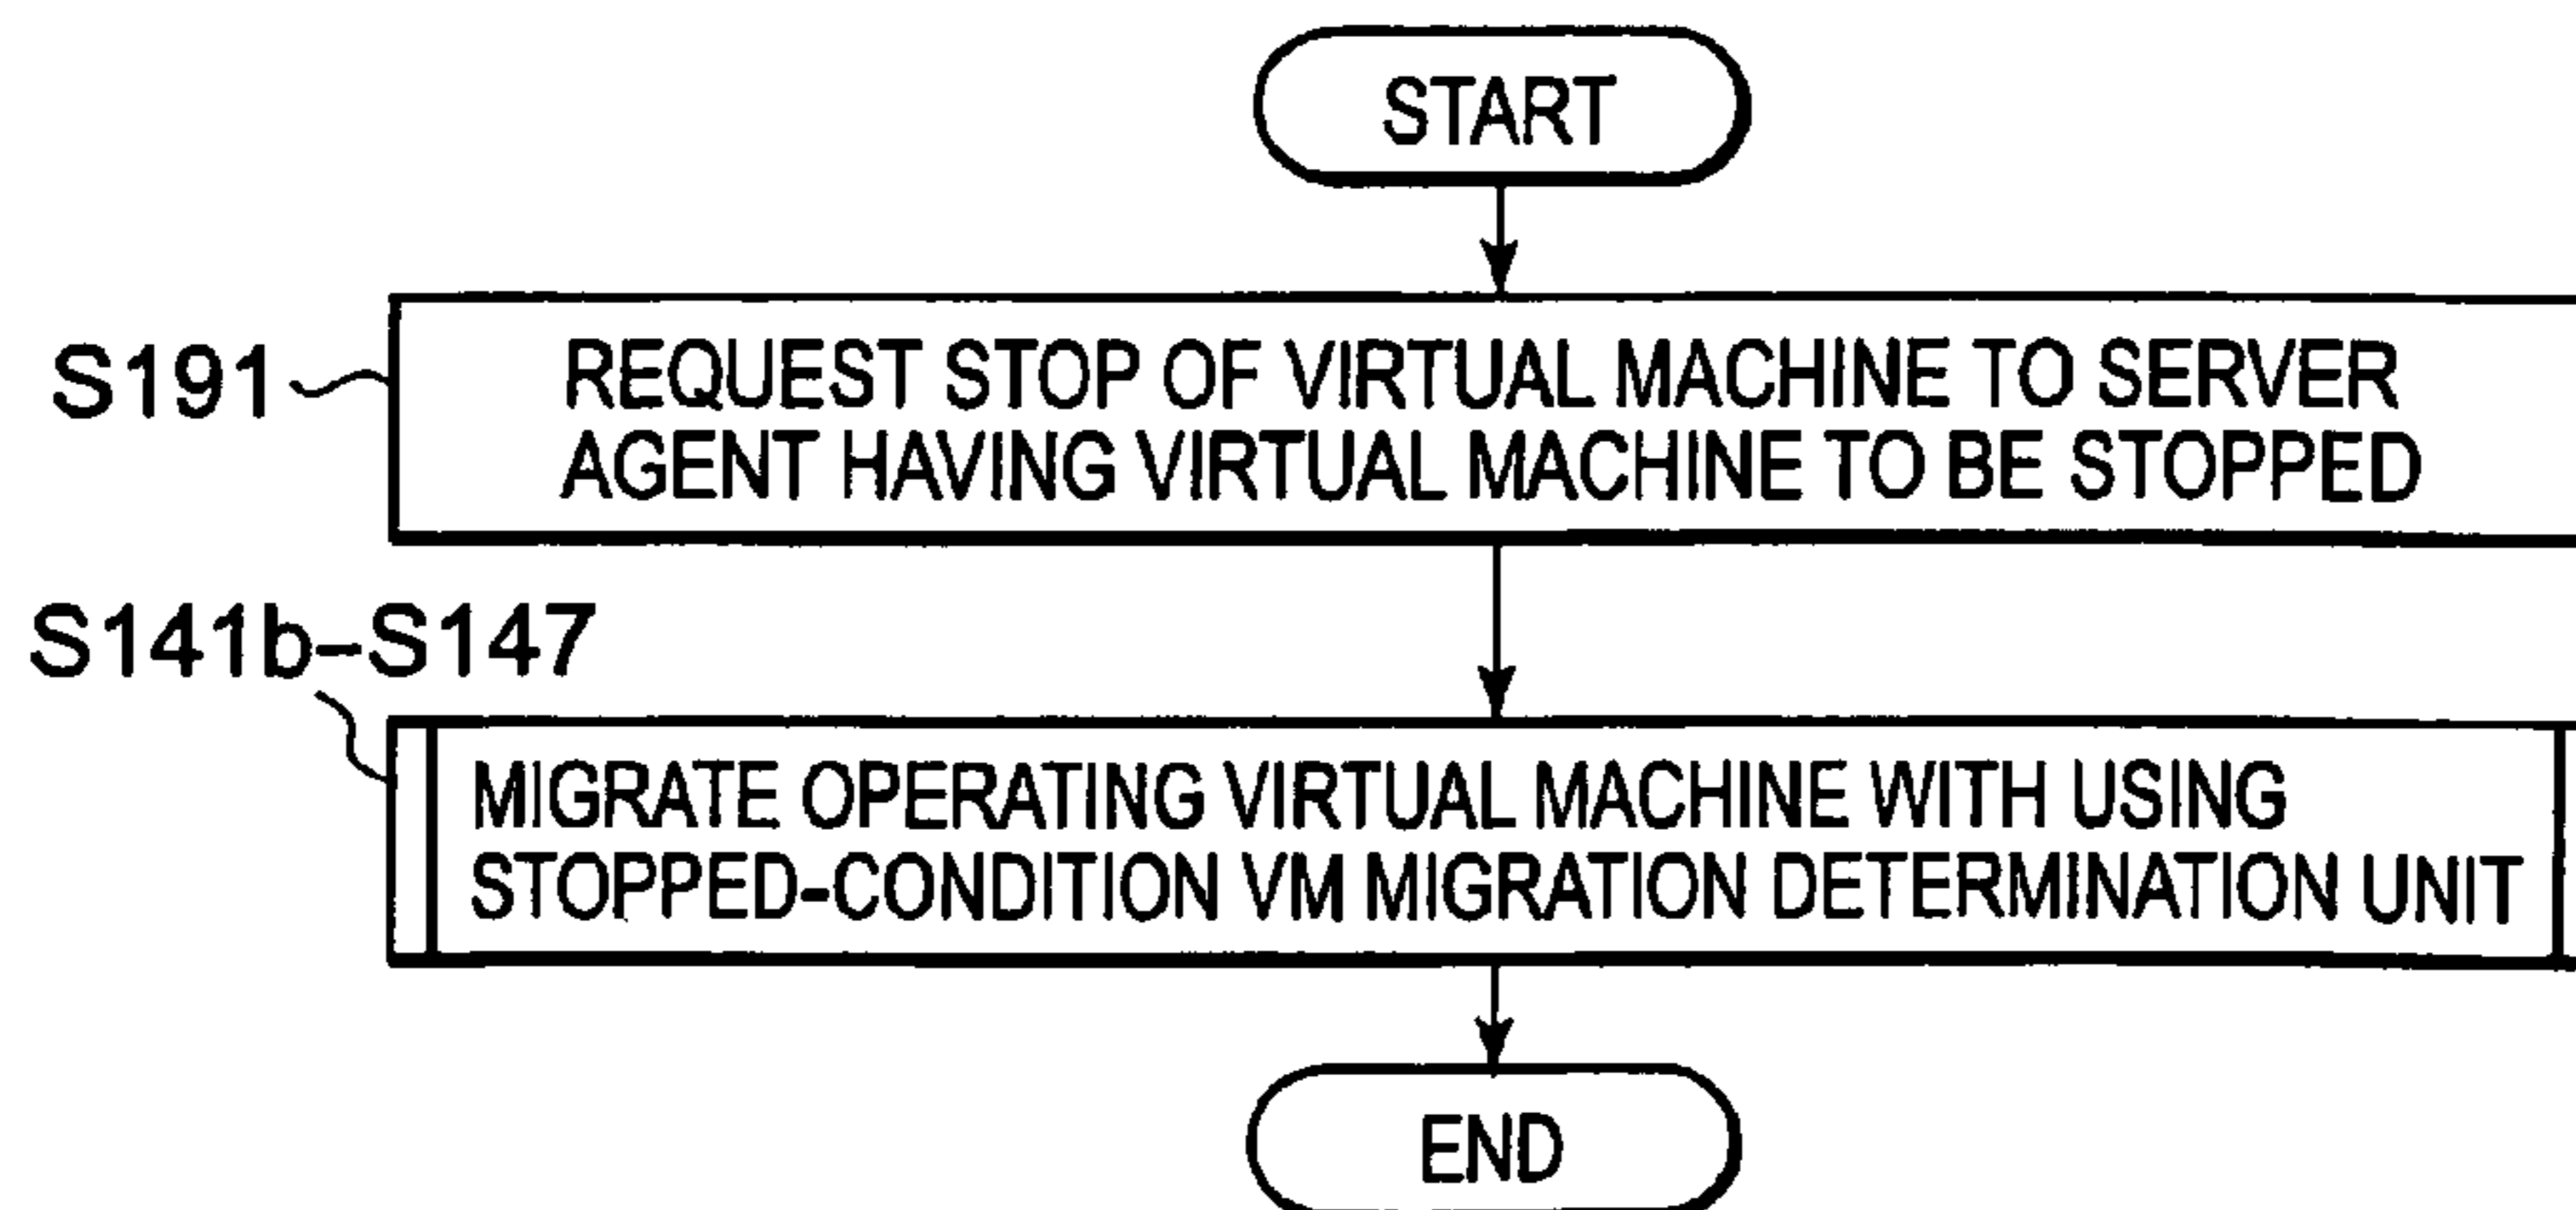 START
S191
REQUEST STOP OF VIRTUAL MACHINE TO SERVER
AGENT HAVING VIRTUAL MACHINE TO BE STOPPED
S141b-S147
MIGRATE OPERATING VIRTUAL MACHINE WITH USING
STOPPED-CONDITION VM MIGRATION DETERMINATION UNIT
END